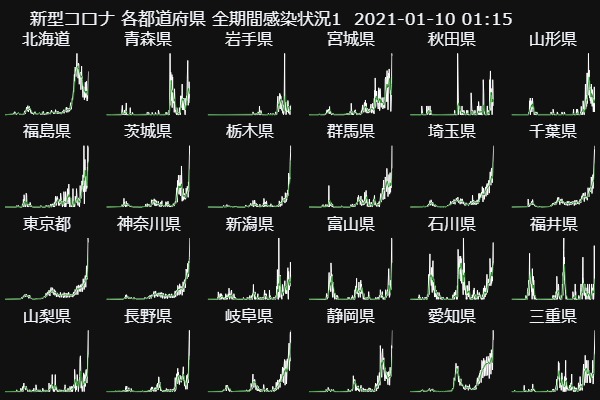 新型コロナ 各都道府県 全期間感染状況1 2021-01-10 01:15
北海道 青森県 岩手県 宮城県 秋田県 山形県
福島県 茨城県 栃木県 群馬県 埼玉県 千葉県
東京都 神奈川県 新潟県 富山県 石川県 福井県
山梨県 長野県 岐阜県 静岡県 愛知県 三重県